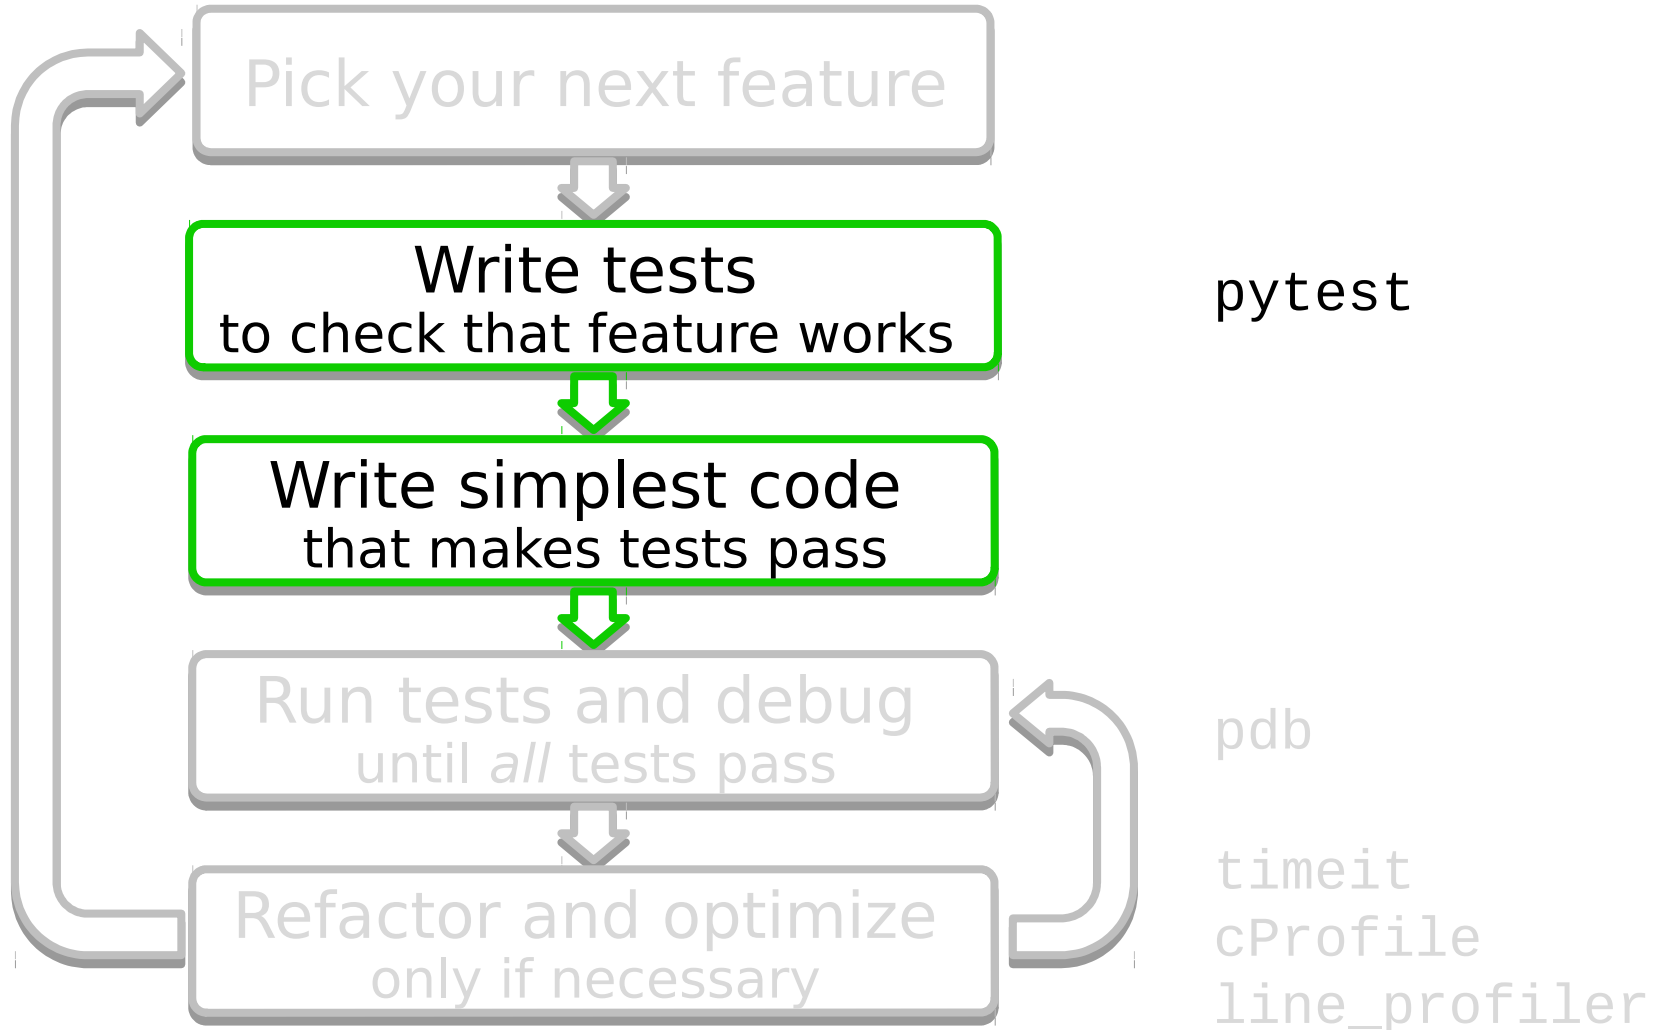 Pick your next feature
Write tests
to check that feature works
pytest
Write simplest code
that makes tests pass
Run tests and debug
until all tests pass
pdb
Refactor and optimize
only if necessary
timeit
cProfile
line_profiler